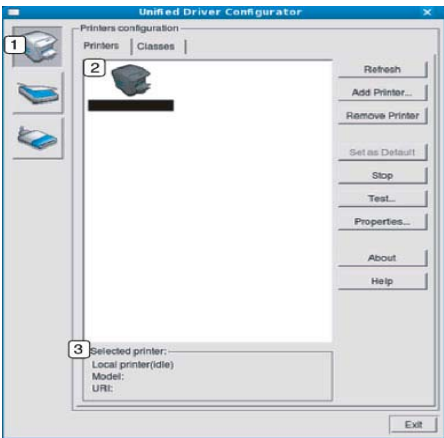 Unified Driver Configurator
Printers configuration
1
Printers
Classes
2
Refresh
Add Printer...
Remove Printer
Set as Default
Stop
Test...
Properties...
About
Help
3
Selected printer:
Local printer(idle)
Model:
URI:
Exit